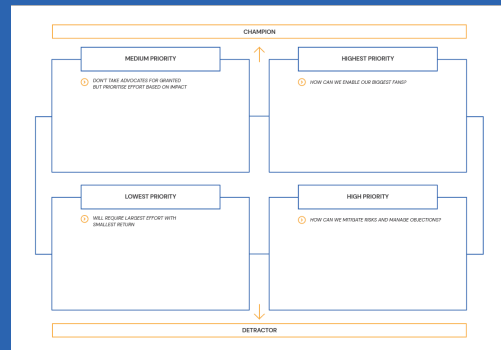 CHAMPION
MEDIUM PRIORITY
DON'T TAKE ADVOCATES FOR GRANTED
BUT PRIORITISE EFFORT BASED ON IMPACT
HIGHEST PRIORITY
HOW CAN WE ENABLE OUR BIGGEST FANS?
LOWEST PRIORITY
WILL REQUIRE LARGEST EFFORT WITH
SMALLEST RETURN
HIGH PRIORITY
HOW CAN WE MITIGATE RISKS AND MANAGE OBJECTIONS?
DETRACTOR